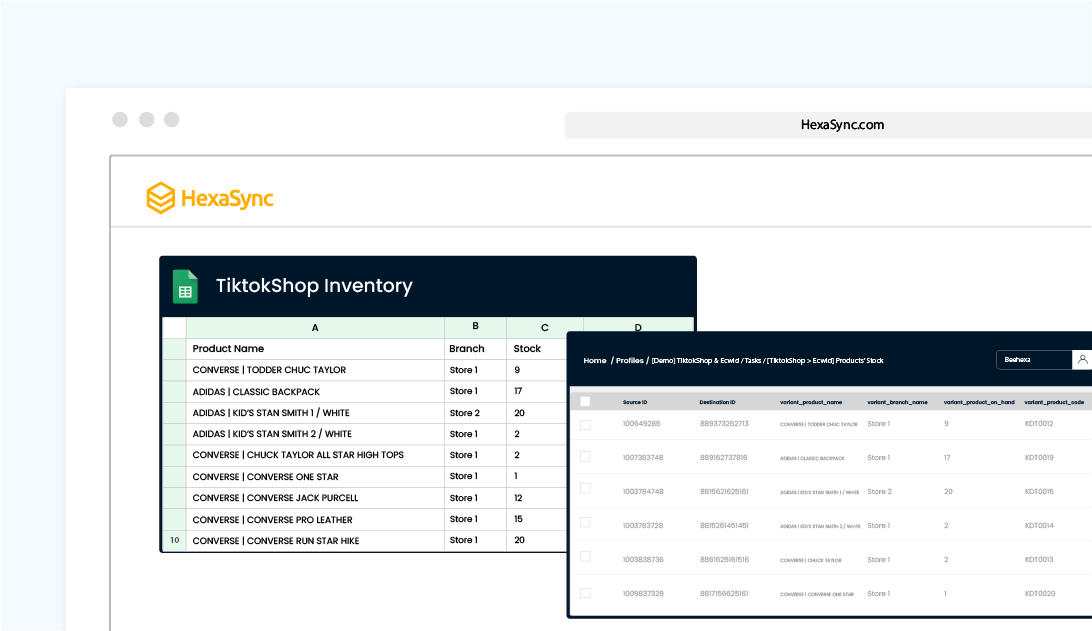 HexaSync.com
HexaSync
TiktokShop Inventory
A B C D
Product Name Branch Stock
CONVERSE | TODDER CHUC TAYLOR Store 1 9
ADIDAS | CLASSIC BACKPACK Store 1 17
ADIDAS | KID'S STAN SMITH 1 / WHITE Store 2 20
ADIDAS | KID'S STAN SMITH 2 / WHITE Store 1 2
CONVERSE | CHUCK TAYLOR ALL STAR HIGH TOPS Store 1 2
CONVERSE | CONVERSE ONE STAR Store 1 1
CONVERSE | CONVERSE JACK PURCELL Store 1 12
CONVERSE | CONVERSE PRO LEATHER Store 1 15
10 CONVERSE | CONVERSE RUN STAR HIKE Store 1 20
Home / Profiles / [Demo] TiktokShop & Ecwid / Tasks / [TiktokShop > Ecwid] Products' Stock
Beehexa
Source ID Destination ID variant_product_name variant_branch_name variant_product_on_hand variant_product_code
100649285 889373262713 CONVERSE | TODDER CHUC TAYLOR Store 1 9 KDT0012
1007383748 889162737816 ADIDAS | CLASSIC BACKPACK Store 1 17 KDT0019
1003784748 8815621625161 ADIDAS | KID'S STAN SMITH 1 / WHITE Store 2 20 KDT0015
1003783728 8815261451451 ADIDAS | KID'S STAN SMITH 2 / WHITE Store 1 2 KDT0014
1003838736 8861625161516 CONVERSE | CHUCK TAYLOR Store 1 2 KDT0013
1009837328 8817156625161 CONVERSE | CONVERSE ONE STAR Store 1 1 KDT0020